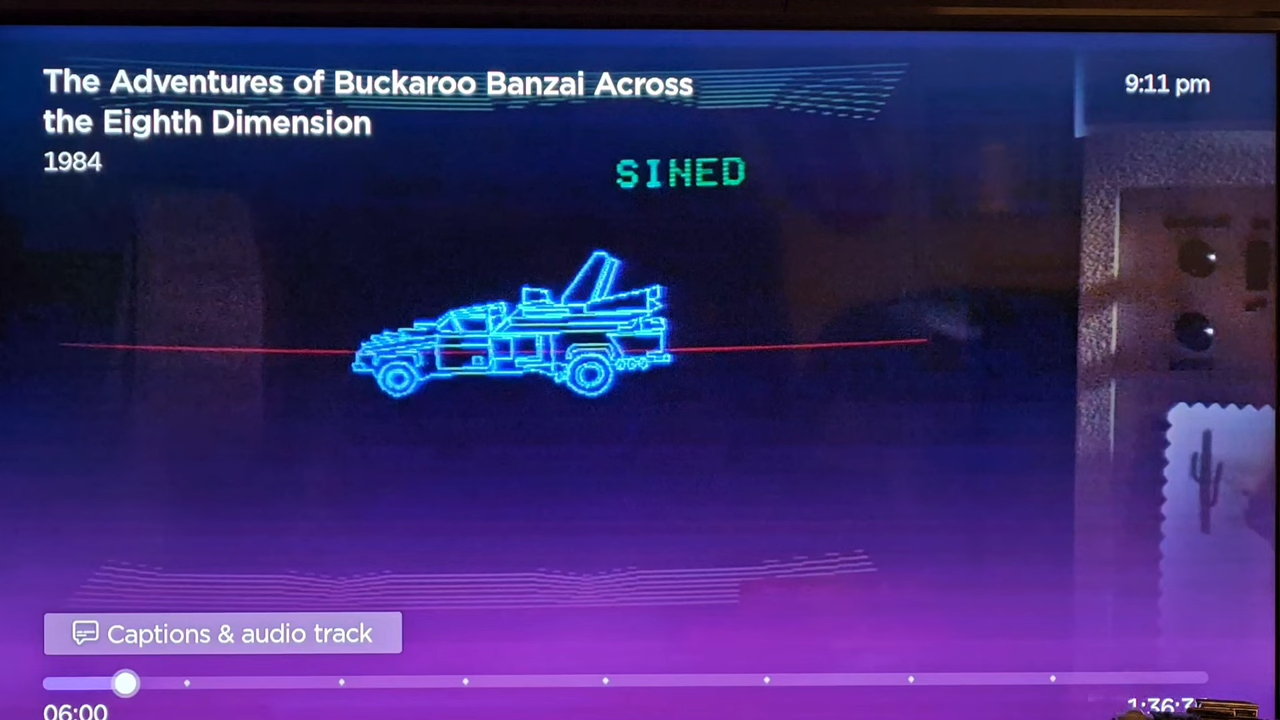 The Adventures of Buckaroo Banzai Across
the Eighth Dimension
1984
9:11 pm
SINED
Captions & audio track
06:00